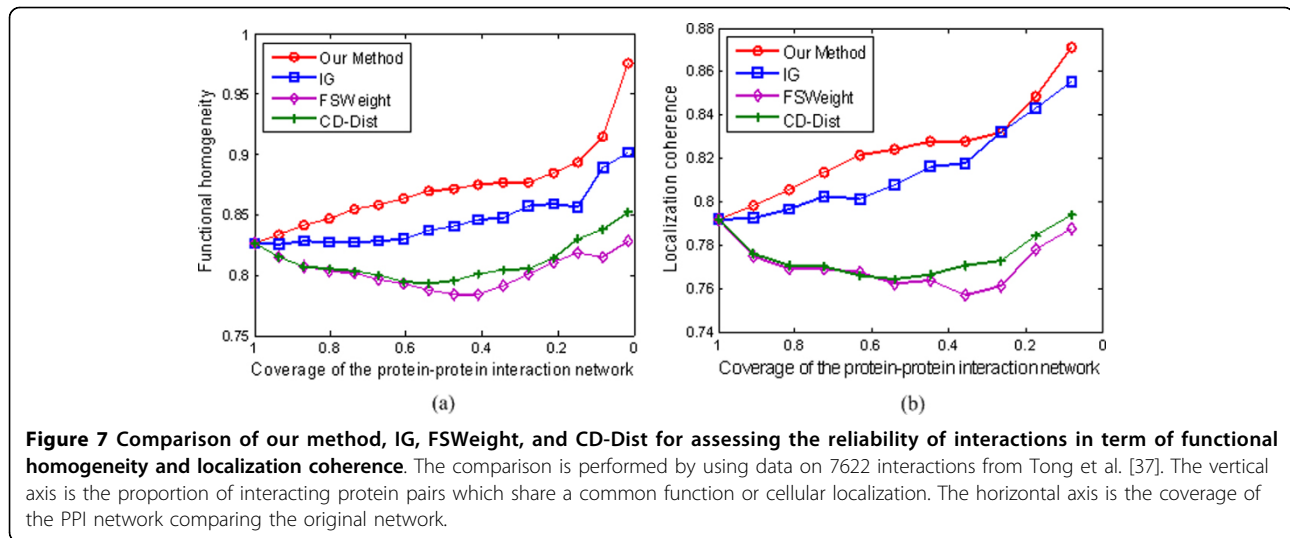 1
0.95
0.9
0.85
0.8
0.75
Functional homogeneity
Our Method
IG
FSWeight
CD-Dist
1 0.8 0.6 0.4 0.2 0
Coverage of the protein-protein interaction network
(a)
0.88
0.86
0.84
0.82
0.8
0.78
0.76
0.74
Localization coherence
Our Method
IG
FSWeight
CD-Dist
1 0.8 0.6 0.4 0.2 0
Coverage of the protein-protein interaction network
(b)
Figure 7 Comparison of our method, IG, FSWeight, and CD-Dist for assessing the reliability of interactions in term of functional
homogeneity and localization coherence. The comparison is performed by using data on 7622 interactions from Tong et al. [37]. The vertical
axis is the proportion of interacting protein pairs which share a common function or cellular localization. The horizontal axis is the coverage of
the PPI network comparing the original network.